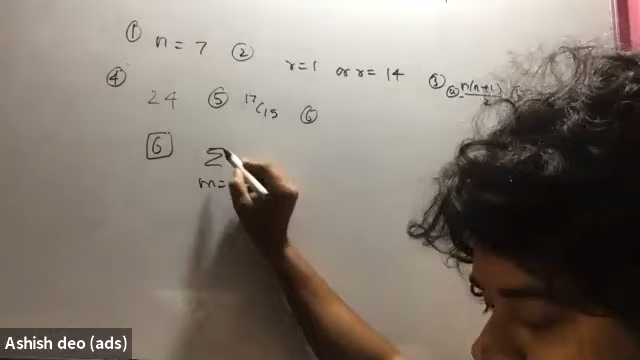 ① n = 7 ② r=1 or r= 14 ③ ⓐ n(n+1)/2
④ 24 ⑤ ¹⁷C₁₅ ⑥
6 Σ m=
Ashish deo (ads)